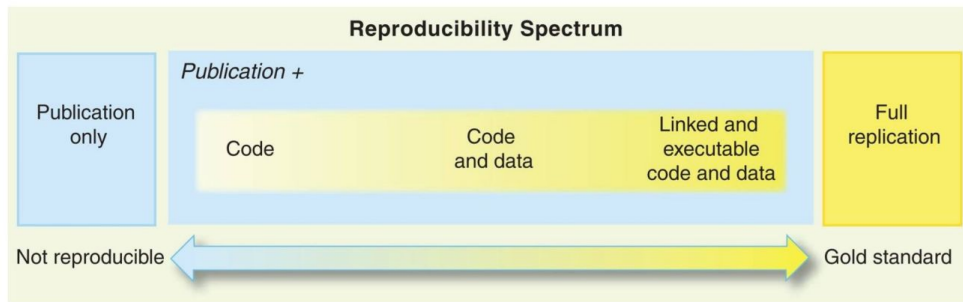 Reproducibility Spectrum
Publication
only
Publication +
Code
Code
and data
Linked and
executable
code and data
Full
replication
Not reproducible
Gold standard